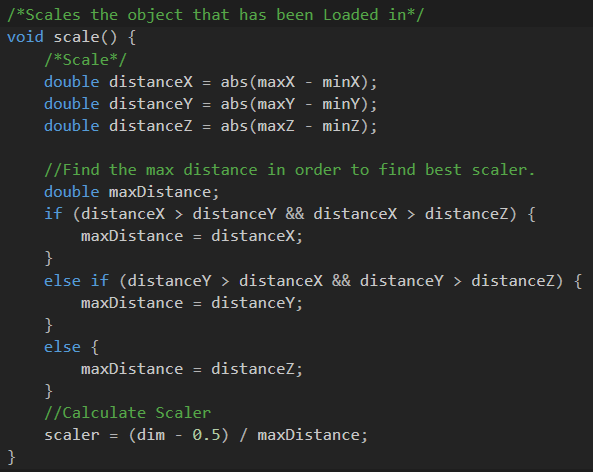 /*Scales the object that has been Loaded in*/
void scale() {
    /*Scale*/
    double distanceX = abs(maxX - minX);
    double distanceY = abs(maxY - minY);
    double distanceZ = abs(maxZ - minZ);

    //Find the max distance in order to find best scaler.
    double maxDistance;
    if (distanceX > distanceY && distanceX > distanceZ) {
        maxDistance = distanceX;
    }
    else if (distanceY > distanceX && distanceY > distanceZ) {
        maxDistance = distanceY;
    }
    else {
        maxDistance = distanceZ;
    }
    //Calculate Scaler
    scaler = (dim - 0.5) / maxDistance;
}